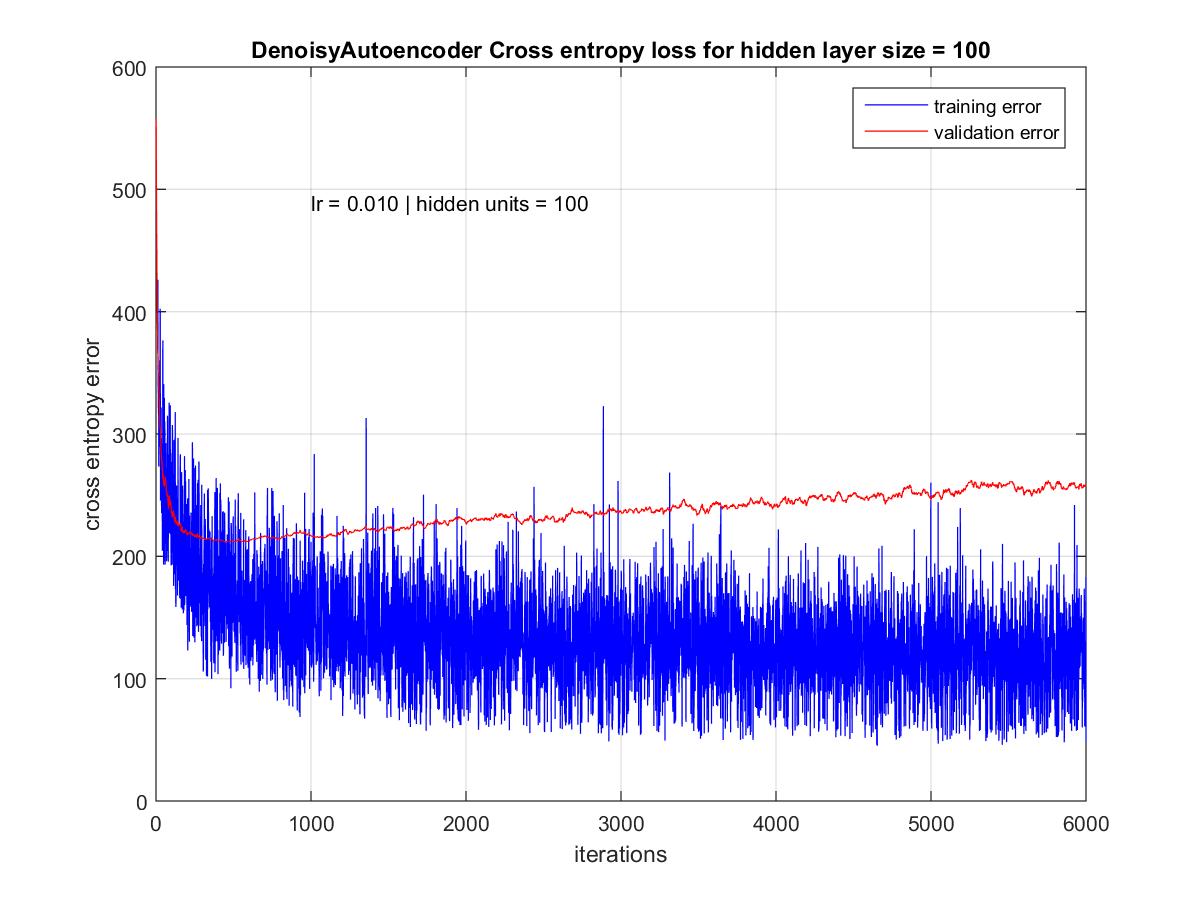 DenoisyAutoencoder Cross entropy loss for hidden layer size = 100
600
500
400
300
200
100
0
cross entropy error
training error
validation error
lr = 0.010 | hidden units = 100
0
1000
2000
3000
4000
5000
6000
iterations